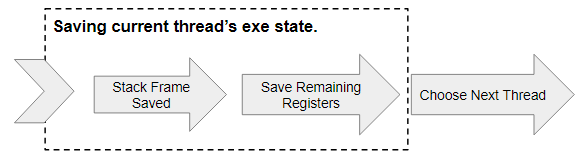 Saving current thread's exe state.
Stack Frame
Saved
Save Remaining
Registers
Choose Next Thread